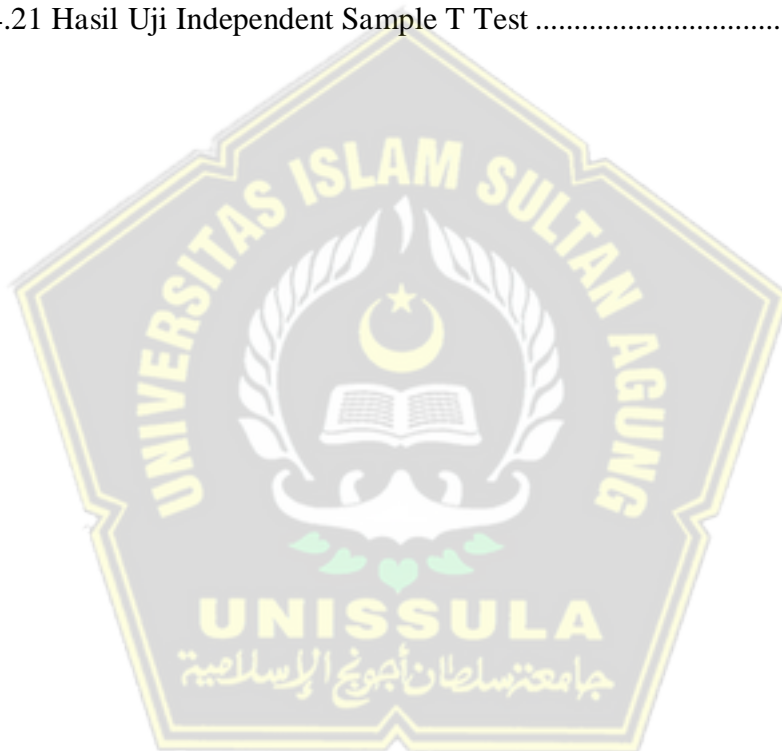 .21 Hasil Uji Independent Sample T Test ...............................
UNIVERSITAS ISLAM SULTAN AGUNG
UNISSULA
جامعة سلطان أجونج الإسلامية